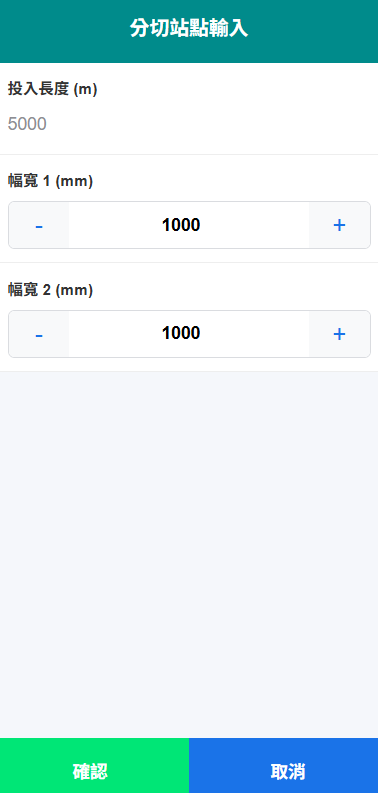 分切站點輸入
投入長度 (m)
5000
幅寬 1 (mm)
- 1000 +
幅寬 2 (mm)
- 1000 +
確認 取消